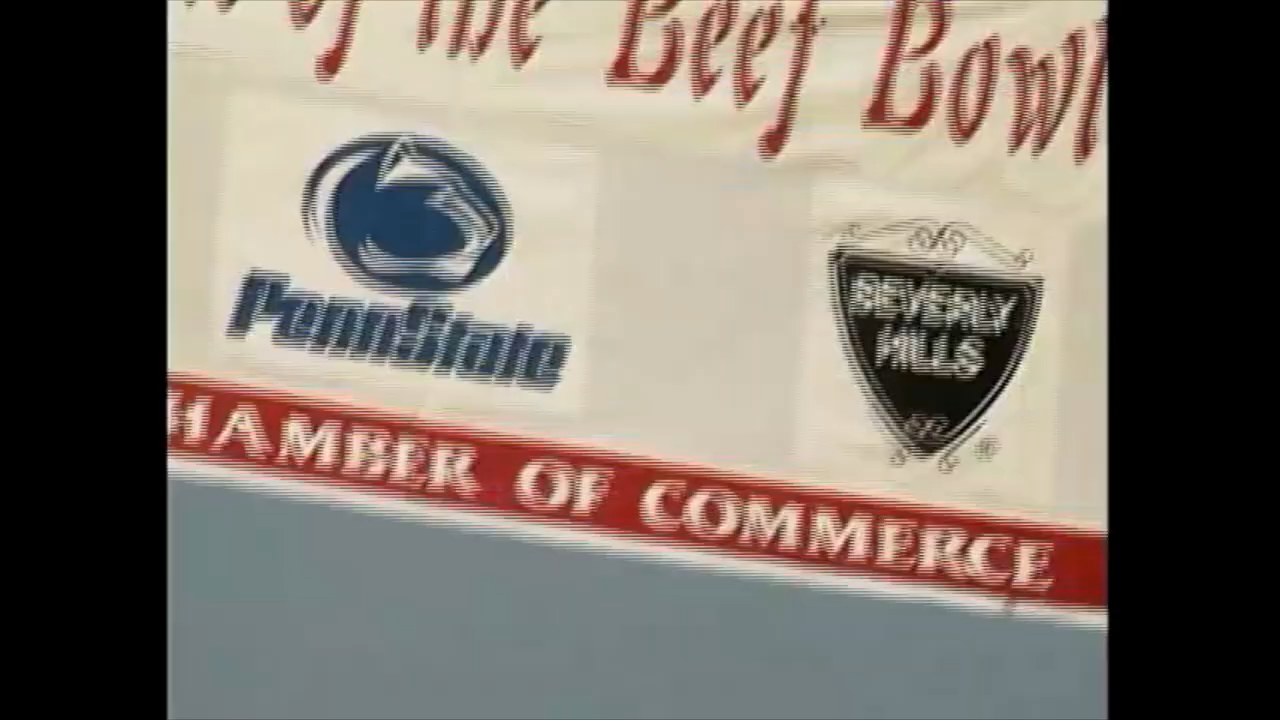 of the Beef Bowl
PennState
BEVERLY
HILLS
HAMBER OF COMMERCE